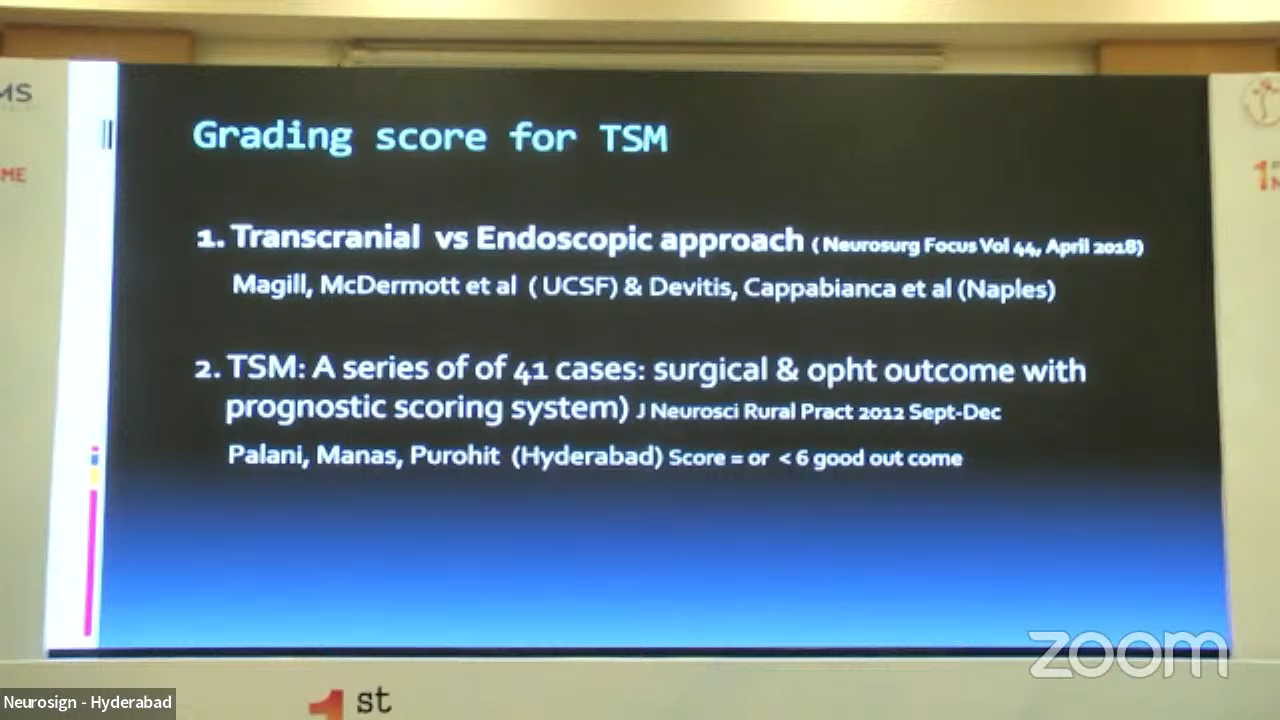 MS
ME
Grading score for TSM
1. Transcranial vs Endoscopic approach ( Neurosurg Focus Vol 44, April 2018)
Magill, McDermott et al ( UCSF) & Devitis, Cappabianca et al (Naples)
2. TSM: A series of of 41 cases: surgical & opht outcome with
prognostic scoring system) J Neurosci Rural Pract 2012 Sept-Dec
Palani, Manas, Purohit (Hyderabad) Score = or < 6 good out come
zoom
Neurosign - Hyderabad
1st